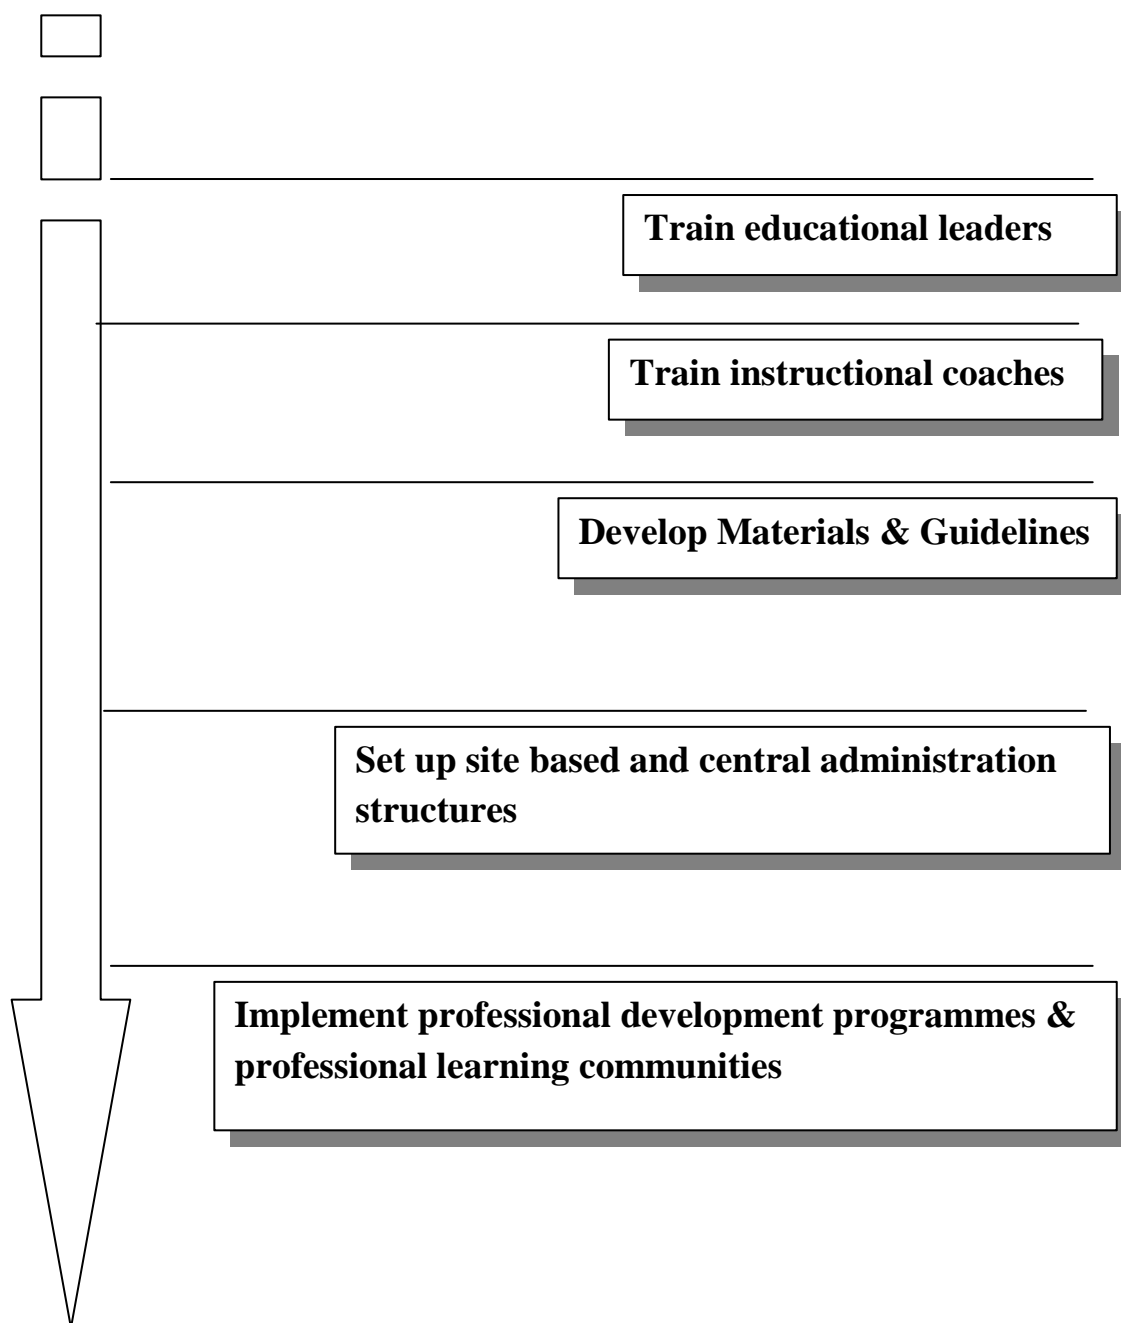 Train educational leaders
Train instructional coaches
Develop Materials & Guidelines
Set up site based and central administration
structures
Implement professional development programmes &
professional learning communities